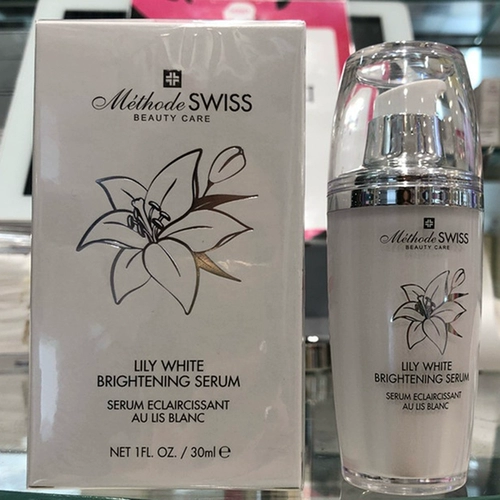 Méthode SWISS
BEAUTY CARE
LILY WHITE
BRIGHTENING SERUM
SERUM ECLAIRCISSANT
AU LIS BLANC
NET 1FL. OZ. / 30ml ℮
Méthode SWISS
BEAUTY CARE
LILY WHITE
BRIGHTENING SERUM
SERUM ECLAIRCISSANT
AU LIS BLANC